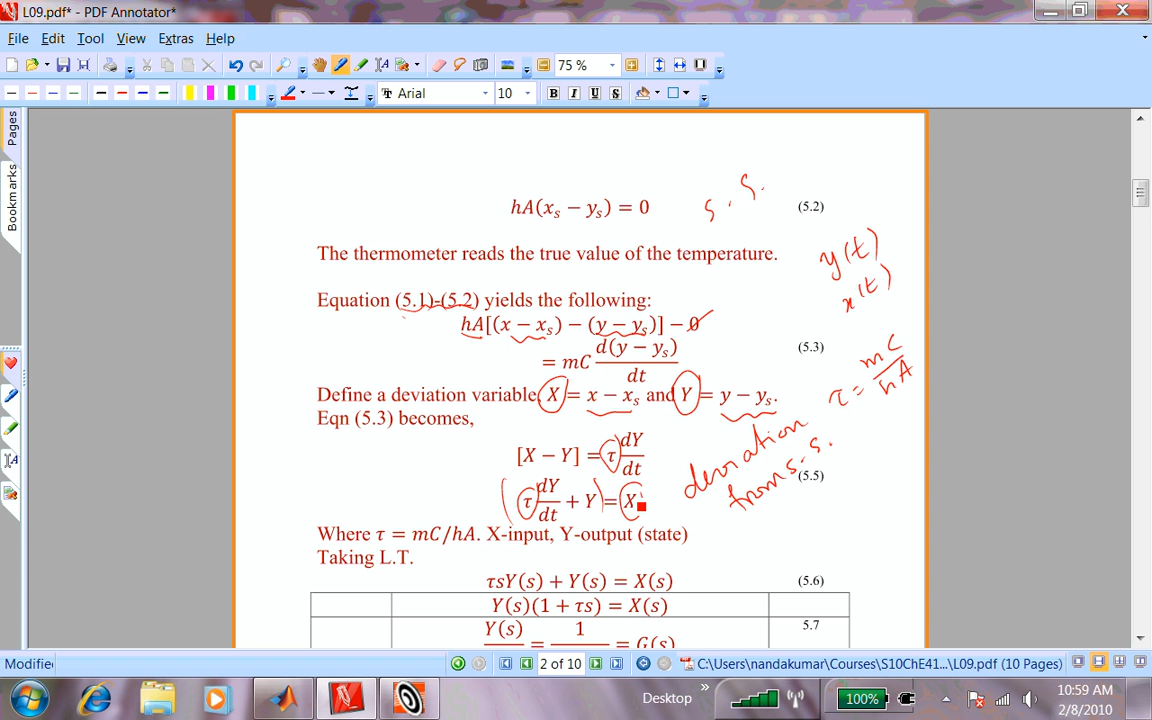 L09.pdf* - PDF Annotator*
File Edit Tool View Extras Help
75 %
Arial 10 B I U S
Pages
Bookmarks
hA(xₛ − yₛ) = 0 (5.2)
s.s.
The thermometer reads the true value of the temperature.
y(t)
x(t)
Equation (5.1)-(5.2) yields the following:
hA[(x − xₛ) − (y − yₛ)] − 0
= mC d(y − yₛ)/dt (5.3)
τ = mC/hA
Define a deviation variable, X = x − xₛ and Y = y − yₛ.
Eqn (5.3) becomes,
[X − Y] = τ dY/dt
deviation
from s.s.
(τ dY/dt + Y) = X (5.5)
Where τ = mC/hA. X-input, Y-output (state)
Taking L.T.
τsY(s) + Y(s) = X(s) (5.6)
Y(s)(1 + τs) = X(s)
Y(s) = 1 = G(s) 5.7
Modifie 2 of 10 C:\Users\nandakumar\Courses\S10ChE41...\L09.pdf (10 Pages)
Desktop » 100% 10:59 AM
2/8/2010